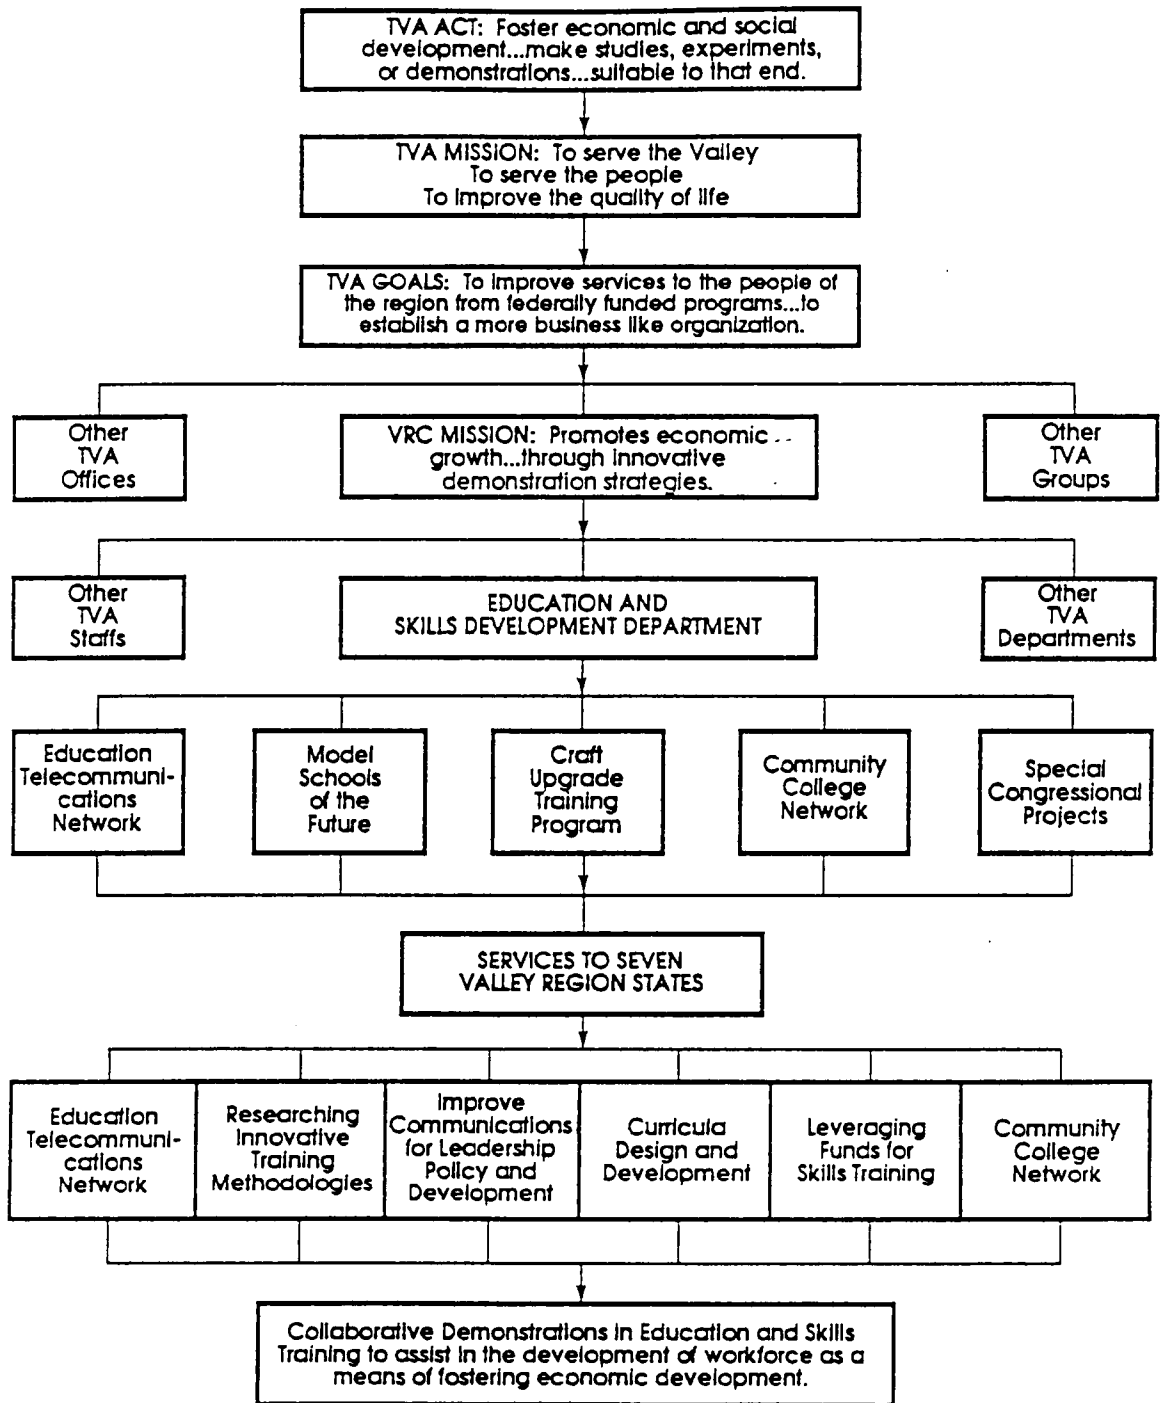 TVA ACT: Foster economic and social
development...make studies, experiments,
or demonstrations...suitable to that end.
TVA MISSION: To serve the Valley
To serve the people
To improve the quality of life
TVA GOALS: To improve services to the people of
the region from federally funded programs...to
establish a more business like organization.
Other
TVA
Offices
VRC MISSION: Promotes economic
growth...through innovative
demonstration strategies.
Other
TVA
Groups
Other
TVA
Staffs
EDUCATION AND
SKILLS DEVELOPMENT DEPARTMENT
Other
TVA
Departments
Education
Telecommuni-
cations
Network
Model
Schools
of the
Future
Craft
Upgrade
Training
Program
Community
College
Network
Special
Congressional
Projects
SERVICES TO SEVEN
VALLEY REGION STATES
Education
Telecommuni-
cations
Network
Researching
Innovative
Training
Methodologies
Improve
Communications
for Leadership
Policy and
Development
Curricula
Design and
Development
Leveraging
Funds for
Skills Training
Community
College
Network
Collaborative Demonstrations in Education and Skills
Training to assist in the development of workforce as a
means of fostering economic development.